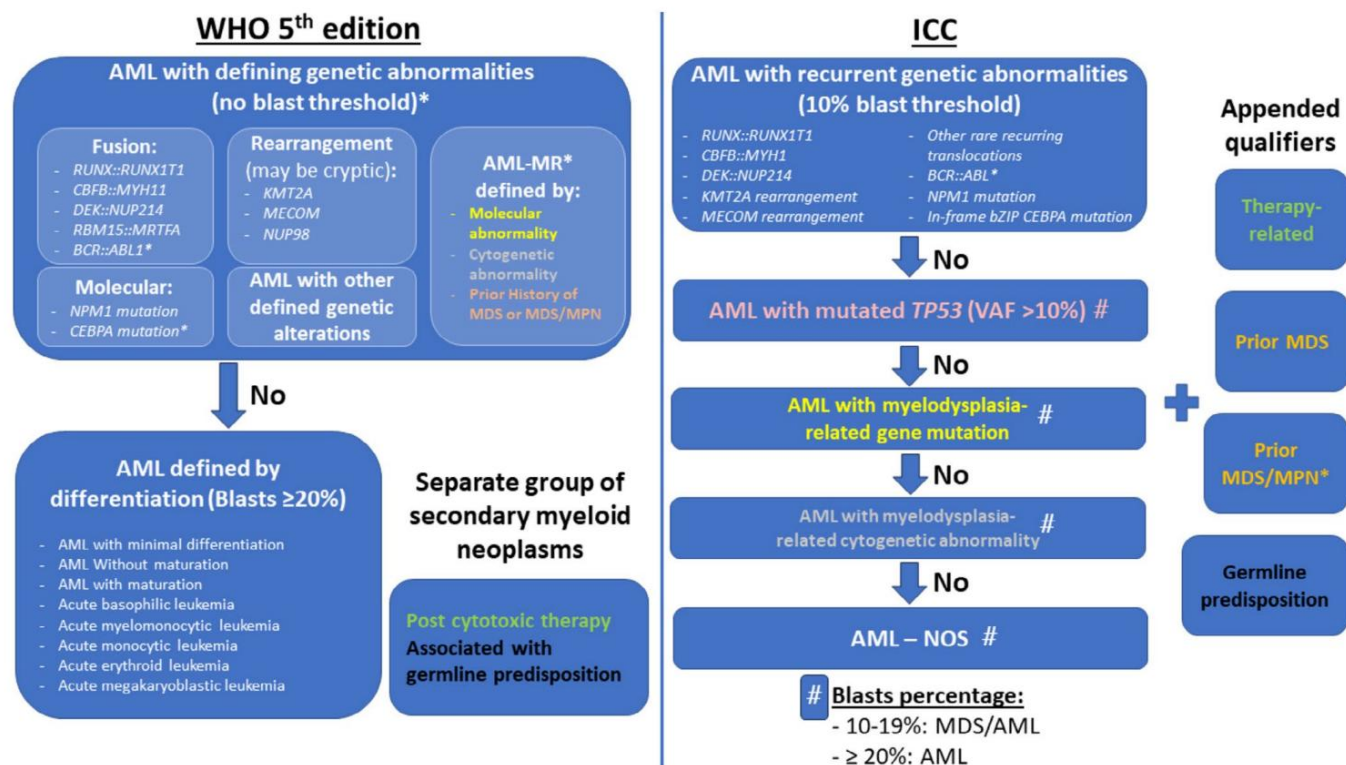 WHO 5th edition
AML with defining genetic abnormalities
(no blast threshold)*
Fusion:
- RUNX::RUNX1T1
- CBFB::MYH11
- DEK::NUP214
- RBM15::MRTFA
- BCR::ABL1*
Rearrangement
(may be cryptic):
- KMT2A
- MECOM
- NUP98
AML-MR*
defined by:
- Molecular
abnormality
- Cytogenetic
abnormality
- Prior History of
MDS or MDS/MPN
Molecular:
- NPM1 mutation
- CEBPA mutation*
AML with other
defined genetic
alterations
No
AML defined by
differentiation (Blasts ≥20%)
- AML with minimal differentiation
- AML Without maturation
- AML with maturation
- Acute basophilic leukemia
- Acute myelomonocytic leukemia
- Acute monocytic leukemia
- Acute erythroid leukemia
- Acute megakaryoblastic leukemia
Separate group of
secondary myeloid
neoplasms
Post cytotoxic therapy
Associated with
germline predisposition
ICC
AML with recurrent genetic abnormalities
(10% blast threshold)
- RUNX::RUNX1T1
- CBFB::MYH1
- DEK::NUP214
- KMT2A rearrangement
- MECOM rearrangement
- Other rare recurring
translocations
- BCR::ABL*
- NPM1 mutation
- In-frame bZIP CEBPA mutation
No
AML with mutated TP53 (VAF >10%) #
No
AML with myelodysplasia-
related gene mutation #
No
AML with myelodysplasia-
related cytogenetic abnormality #
No
AML – NOS #
# Blasts percentage:
- 10-19%: MDS/AML
- ≥ 20%: AML
Appended
qualifiers
Therapy-
related
Prior MDS
Prior
MDS/MPN*
Germline
predisposition